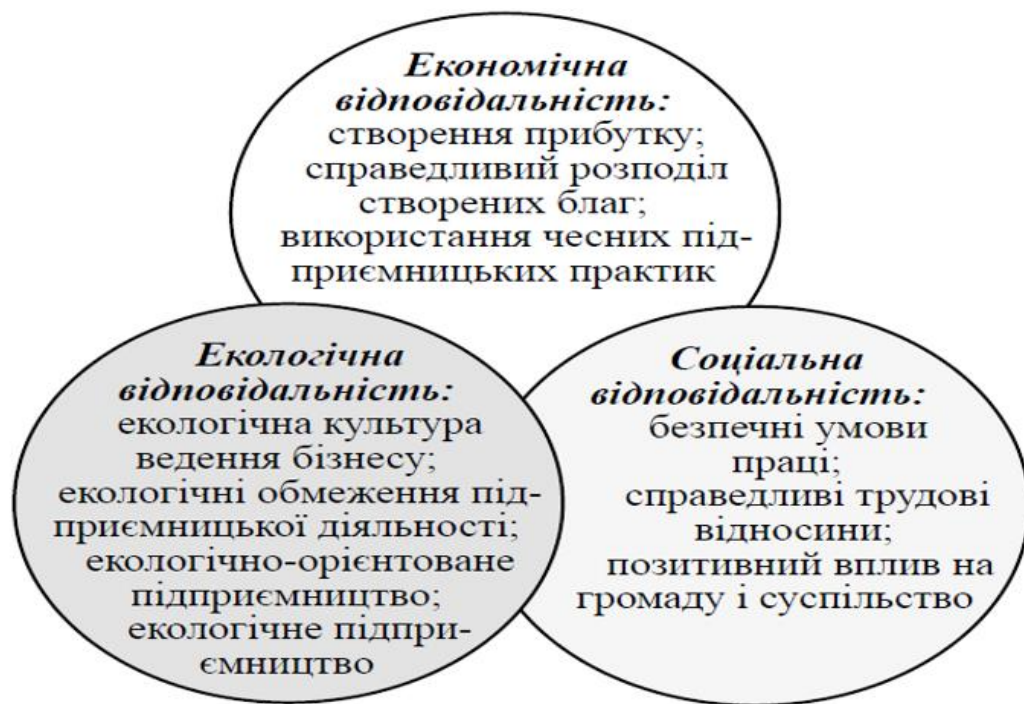 Економічна
відповідальність:
створення прибутку;
справедливий розподіл
створених благ;
використання чесних під-
приємницьких практик
Екологічна
відповідальність:
екологічна культура
ведення бізнесу;
екологічні обмеження під-
приємницької діяльності;
екологічно-орієнтоване
підприємництво;
екологічне підпри-
ємництво
Соціальна
відповідальність:
безпечні умови
праці;
справедливі трудові
відносини;
позитивний вплив на
громаду і суспільство